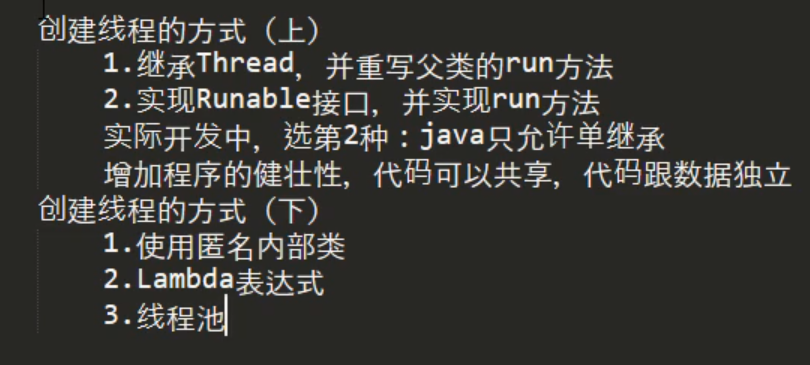 创建线程的方式（上）
1.继承Thread，并重写父类的run方法
2.实现Runable接口，并实现run方法
实际开发中，选第2种：java只允许单继承
增加程序的健壮性，代码可以共享，代码跟数据独立
创建线程的方式（下）
1.使用匿名内部类
2.Lambda表达式
3.线程池